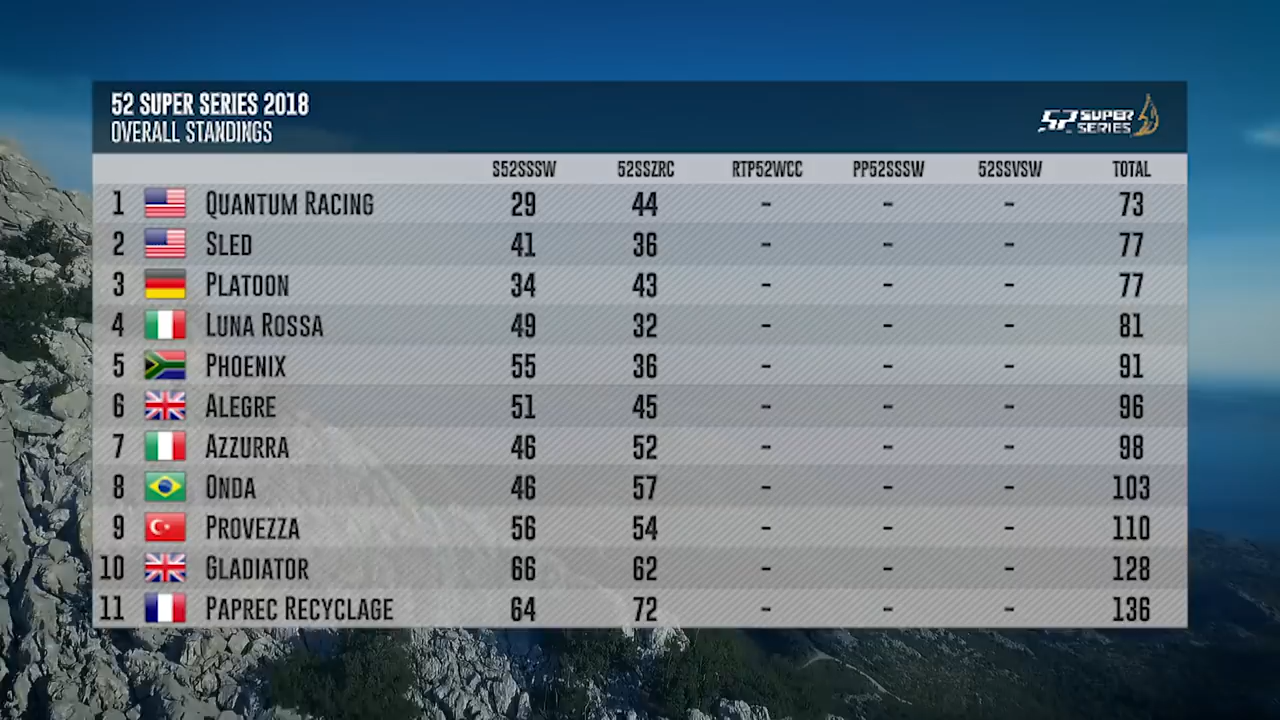 52 SUPER SERIES 2018
OVERALL STANDINGS
52 SUPER SERIES
S52SSSW 52SSZRC RTP52WCC PP52SSSW 52SSVSW TOTAL
1 QUANTUM RACING 29 44 - - - 73
2 SLED 41 36 - - - 77
3 PLATOON 34 43 - - - 77
4 LUNA ROSSA 49 32 - - - 81
5 PHOENIX 55 36 - - - 91
6 ALEGRE 51 45 - - - 96
7 AZZURRA 46 52 - - - 98
8 ONDA 46 57 - - - 103
9 PROVEZZA 56 54 - - - 110
10 GLADIATOR 66 62 - - - 128
11 PAPREC RECYCLAGE 64 72 - - - 136